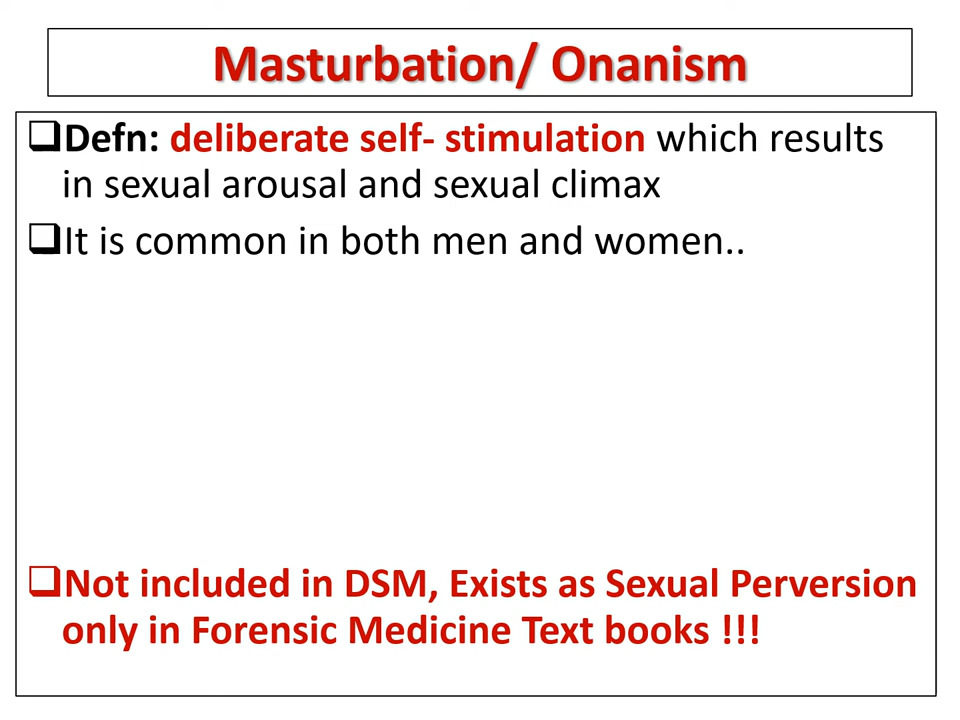 Masturbation/ Onanism
❑Defn: deliberate self- stimulation which results
in sexual arousal and sexual climax
❑It is common in both men and women..
❑Not included in DSM, Exists as Sexual Perversion
only in Forensic Medicine Text books !!!